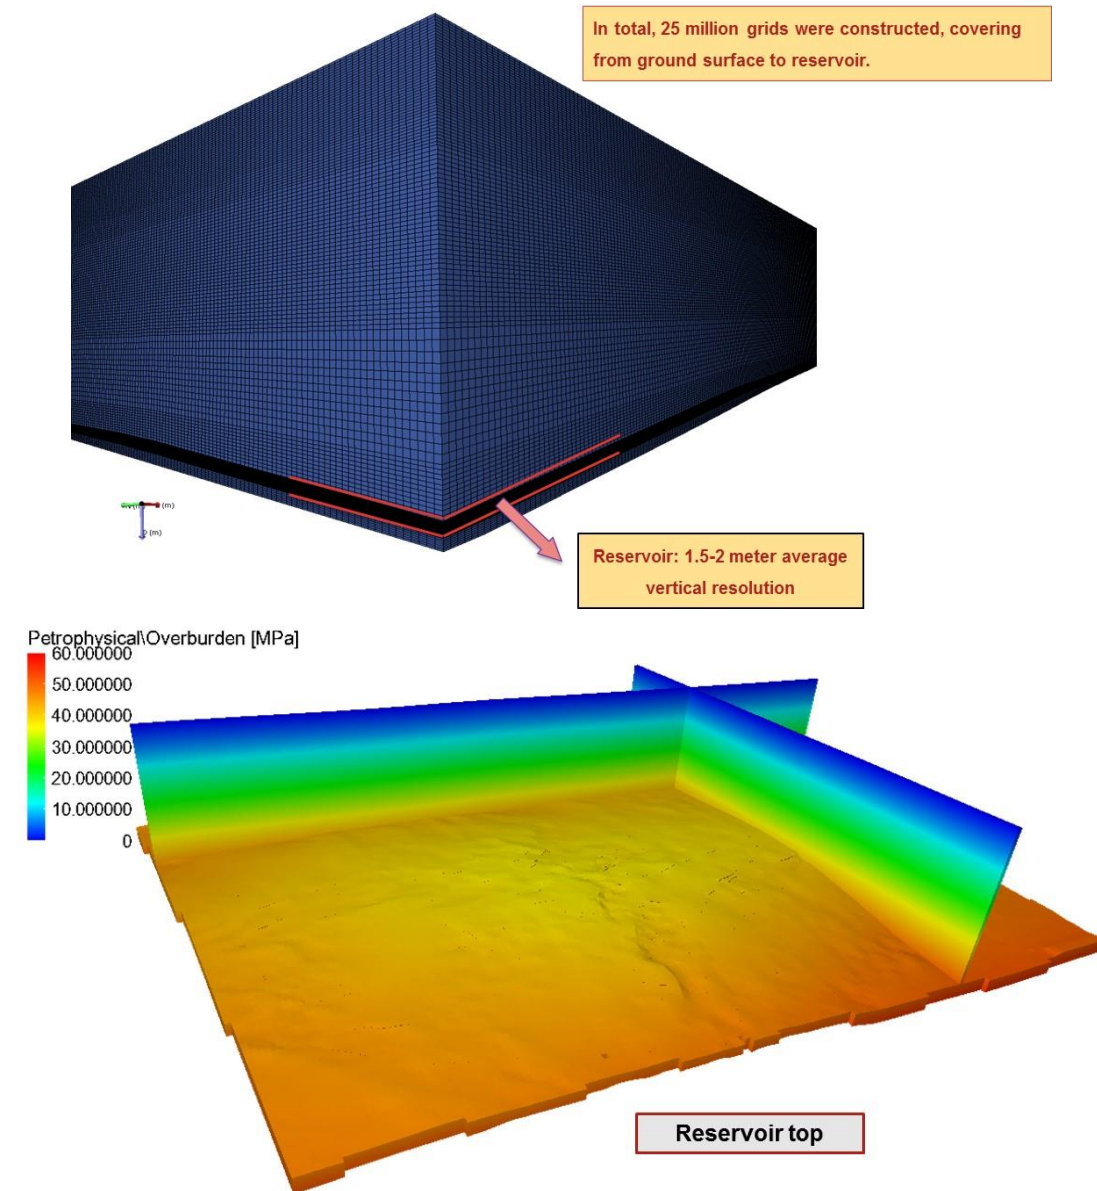 In total, 25 million grids were constructed, covering
from ground surface to reservoir.
(m)
(m)
Reservoir: 1.5-2 meter average
vertical resolution
Petrophysical\Overburden [MPa]
60.000000
50.000000
40.000000
30.000000
20.000000
10.000000
0
Reservoir top